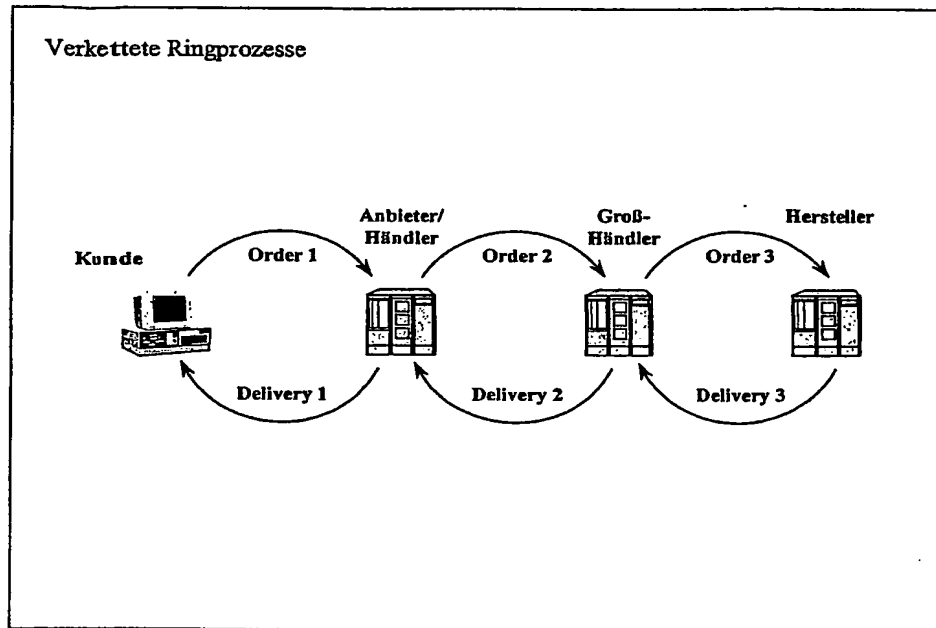 Verkettete Ringprozesse
Kunde
Order 1
Anbieter/
Händler
Order 2
Groß-
Händler
Order 3
Hersteller
Delivery 1
Delivery 2
Delivery 3